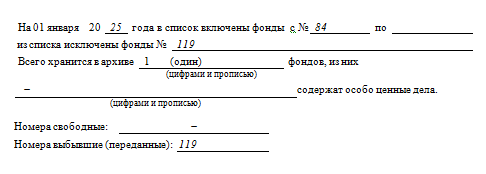 На 01 января 20 25 года в список включены фонды с № 84 по
из списка исключены фонды № 119
Всего хранится в архиве 1 (один) фондов, из них
(цифрами и прописью)
– содержат особо ценные дела.
(цифрами и прописью)
Номера свободные: –
Номера выбывшие (переданные): 119